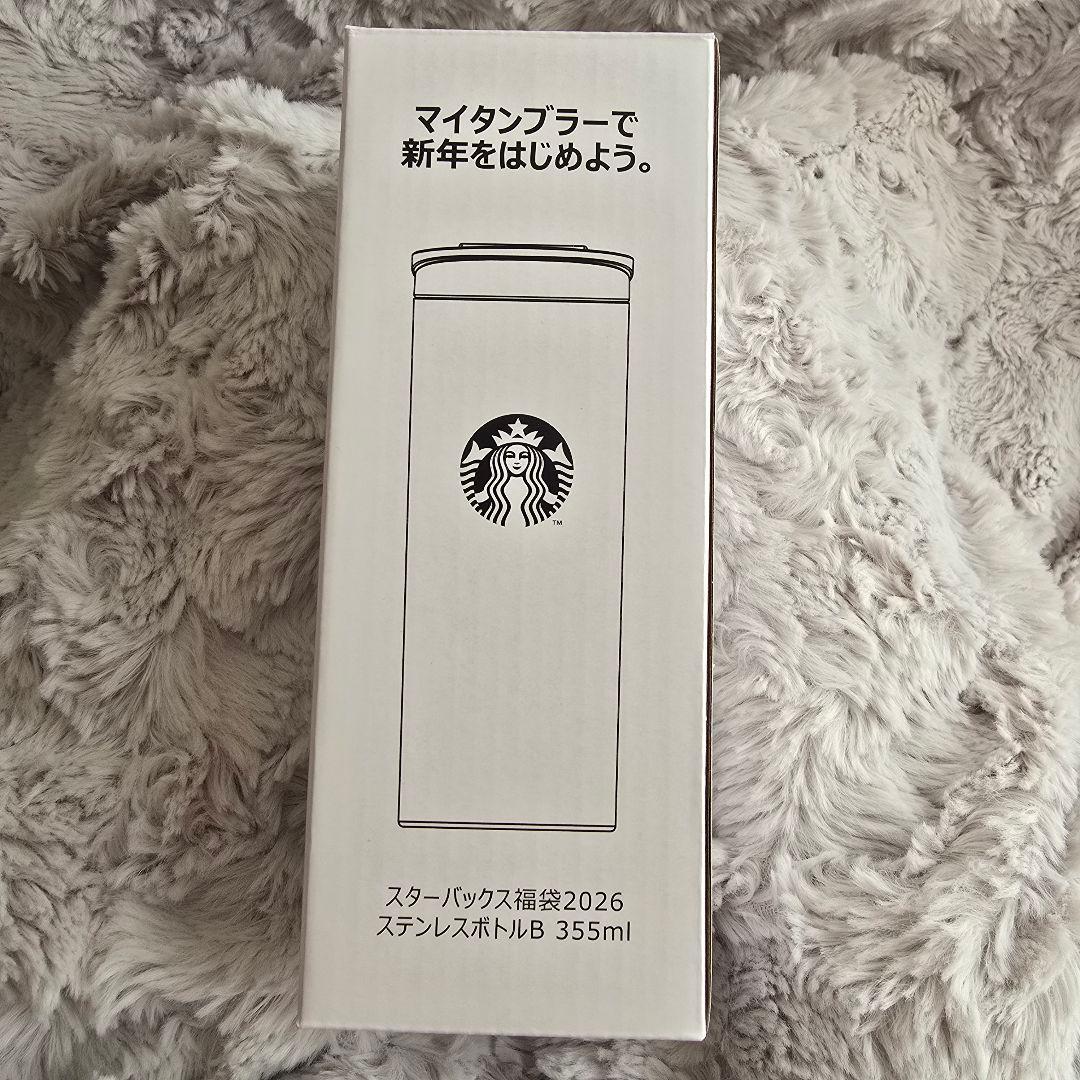 マイタンブラーで
新年をはじめよう。
TM
スターバックス福袋2026
ステンレスボトルB 355ml